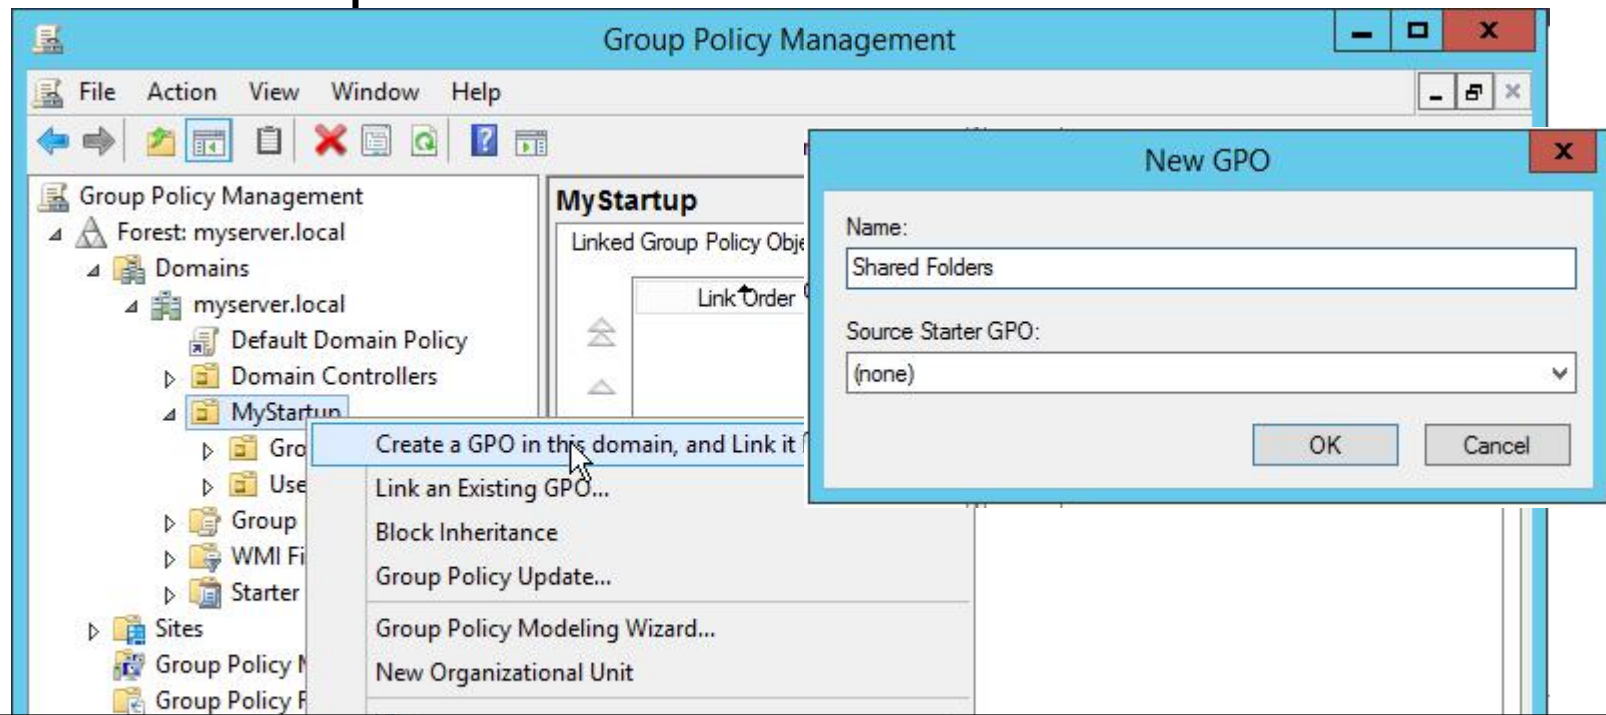 Group Policy Management
File Action View Window Help
Group Policy Management
Forest: myserver.local
Domains
myserver.local
Default Domain Policy
Domain Controllers
MyStartup
Gro
Use
Group
WMI Fi
Starter
Sites
Group Policy
Group Policy
MyStartup
Linked Group Policy Obje
Link Order
Create a GPO in this domain, and Link it
Link an Existing GPO...
Block Inheritance
Group Policy Update...
Group Policy Modeling Wizard...
New Organizational Unit
New GPO
Name:
Shared Folders
Source Starter GPO:
(none)
OK Cancel